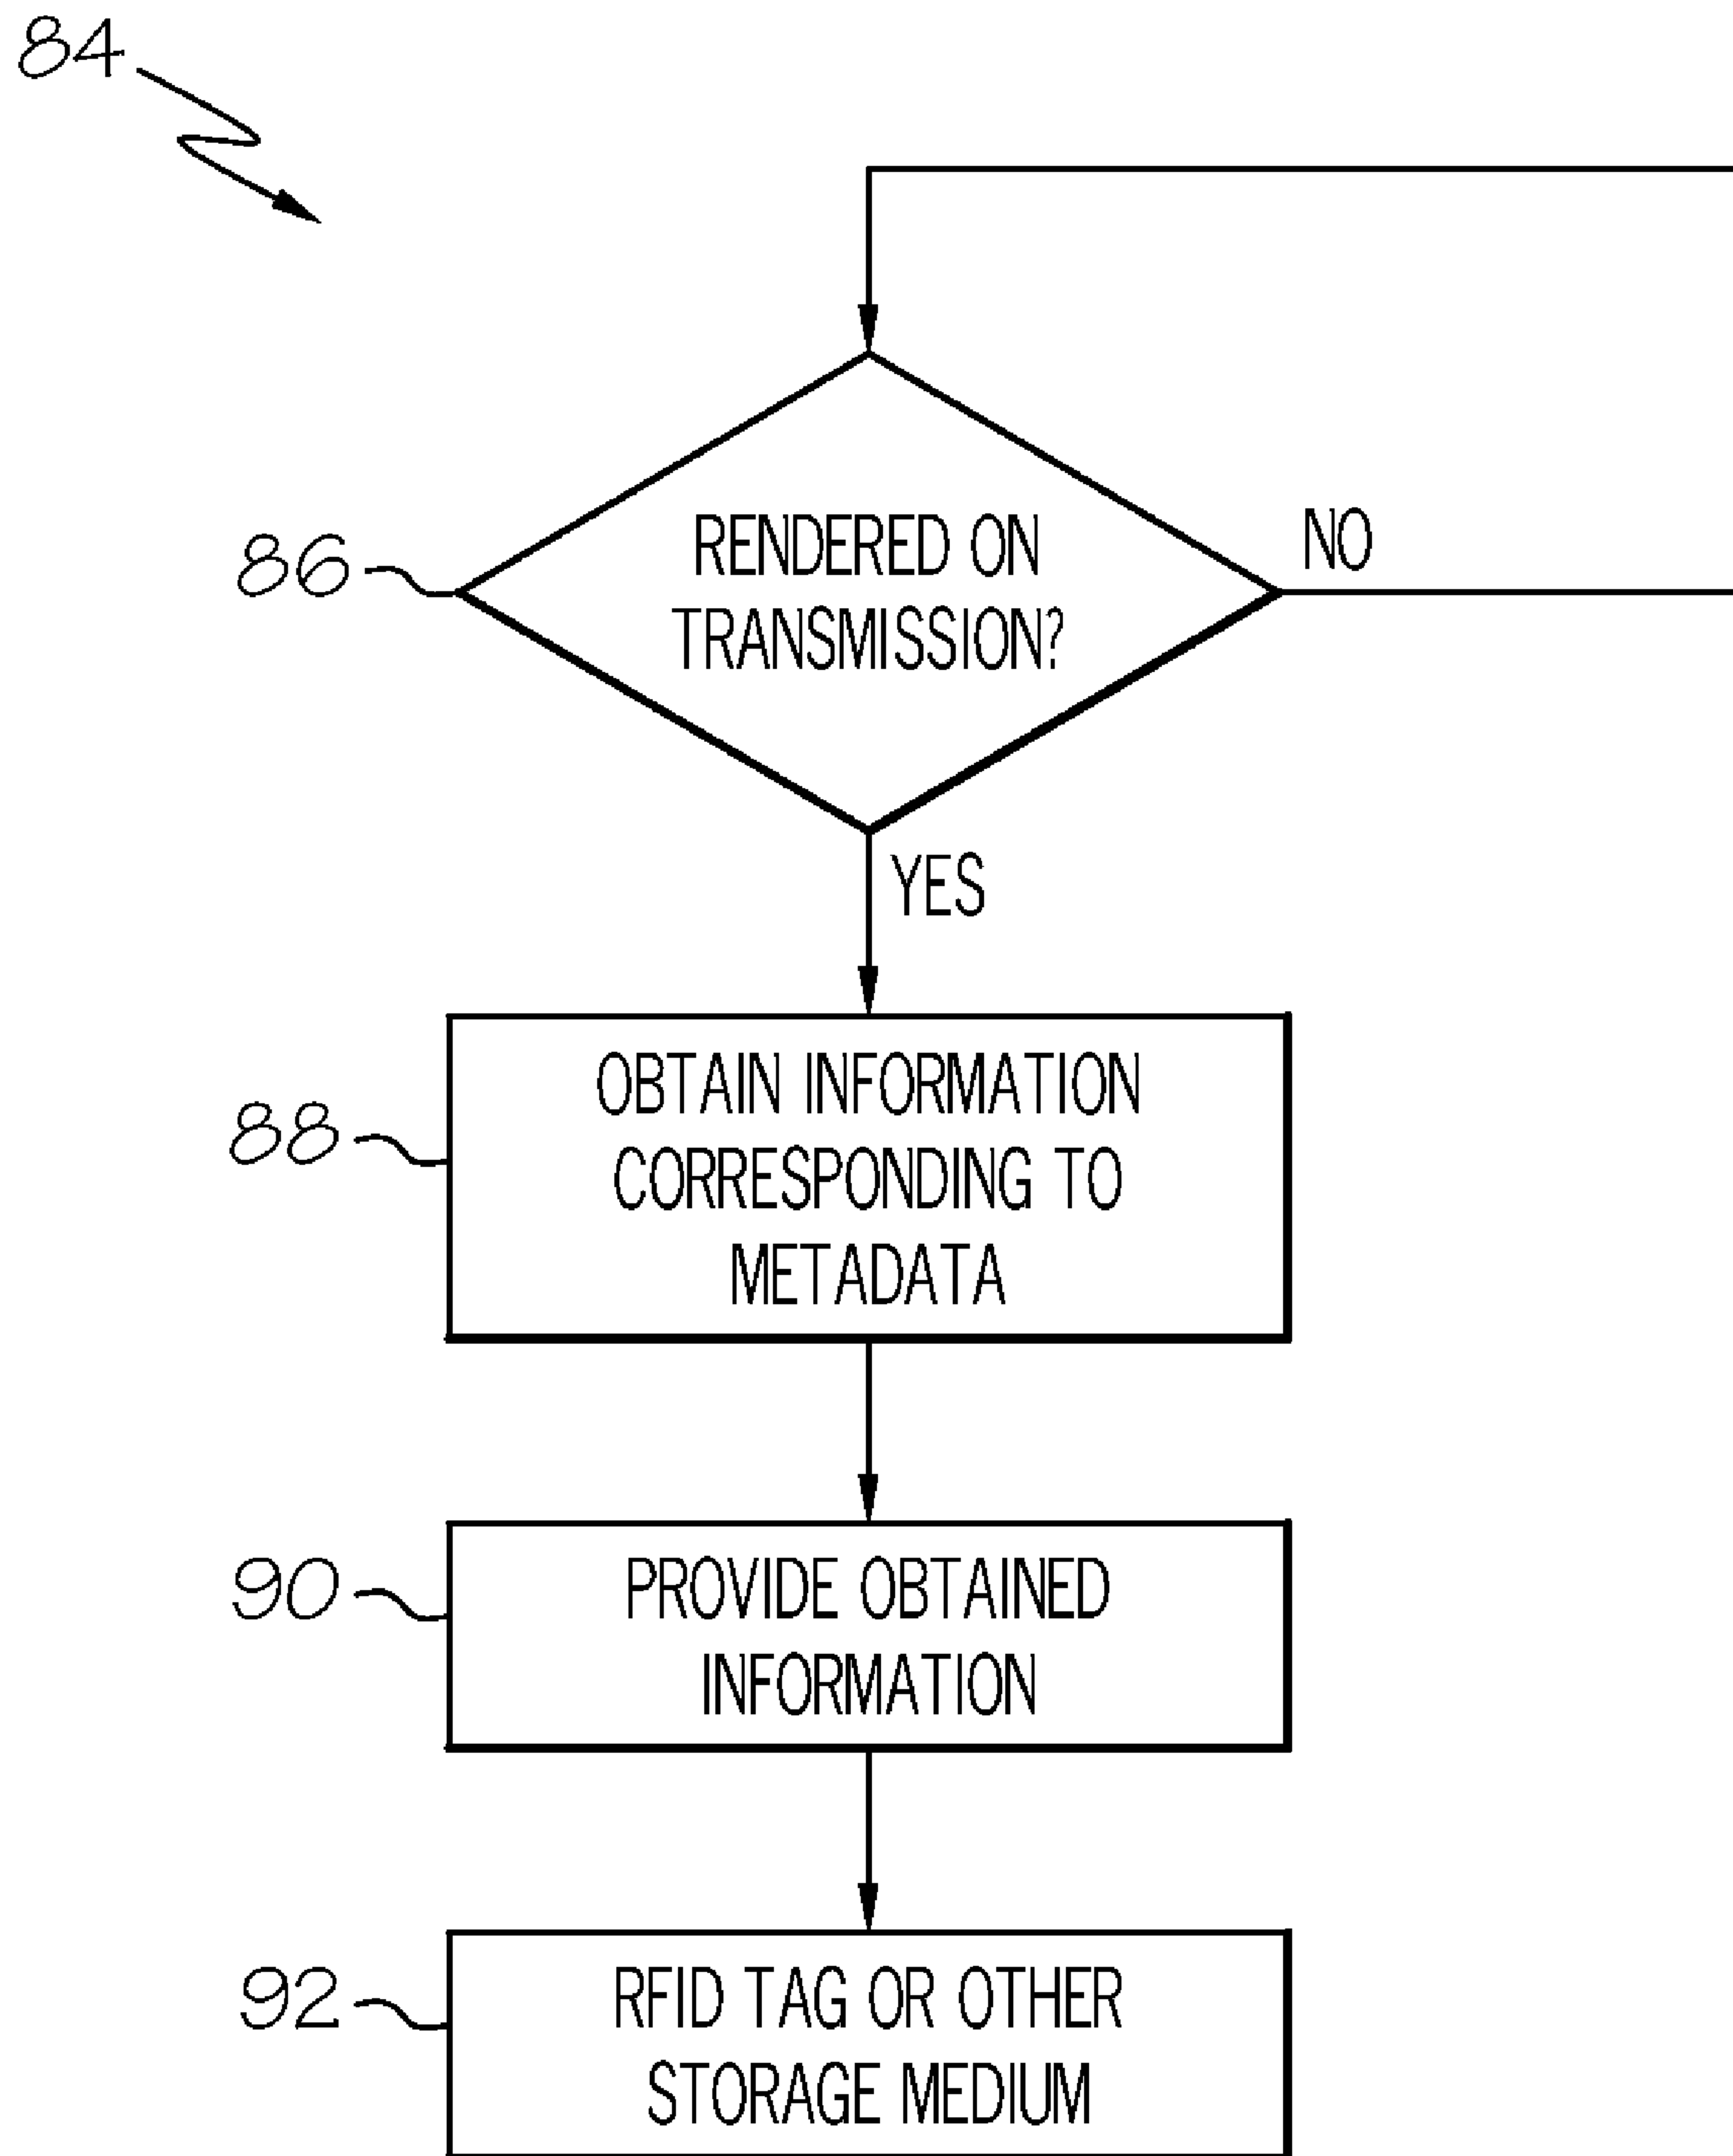 84
86
RENDERED ON
TRANSMISSION?
NO
YES
88
OBTAIN INFORMATION
CORRESPONDING TO
METADATA
90
PROVIDE OBTAINED
INFORMATION
92
RFID TAG OR OTHER
STORAGE MEDIUM